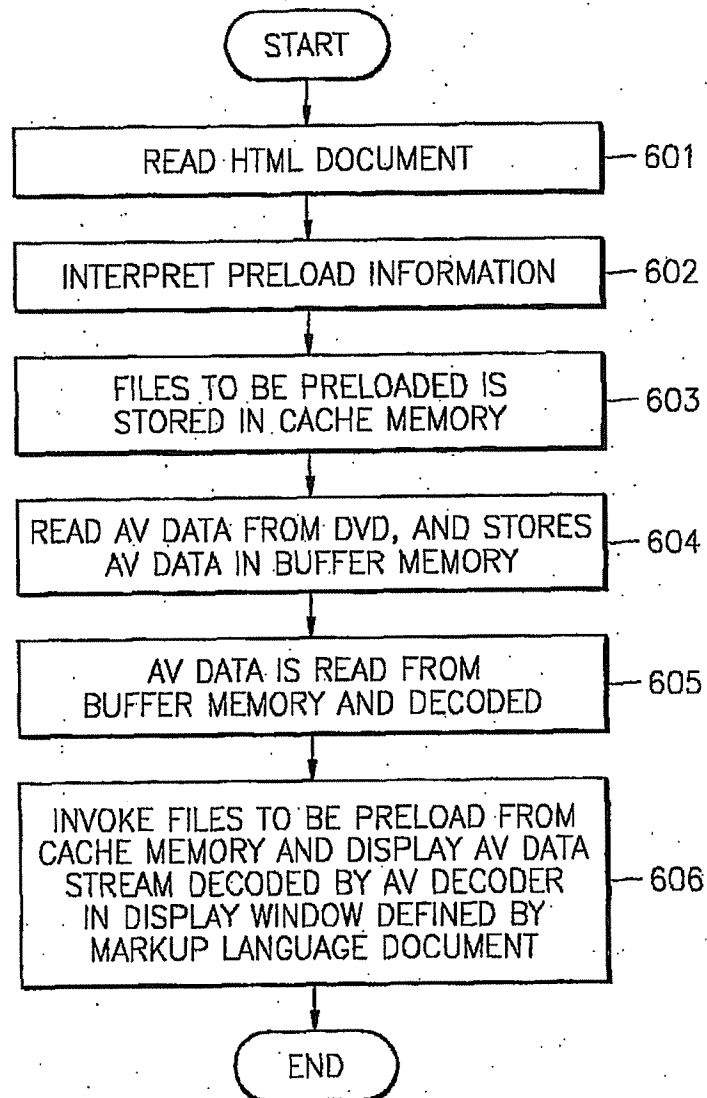 START
READ HTML DOCUMENT
601
INTERPRET PRELOAD INFORMATION
602
FILES TO BE PRELOADED IS
STORED IN CACHE MEMORY
603
READ AV DATA FROM DVD, AND STORES
AV DATA IN BUFFER MEMORY
604
AV DATA IS READ FROM
BUFFER MEMORY AND DECODED
605
INVOKE FILES TO BE PRELOAD FROM
CACHE MEMORY AND DISPLAY AV DATA
STREAM DECODED BY AV DECODER
IN DISPLAY WINDOW DEFINED BY
MARKUP LANGUAGE DOCUMENT
606
END